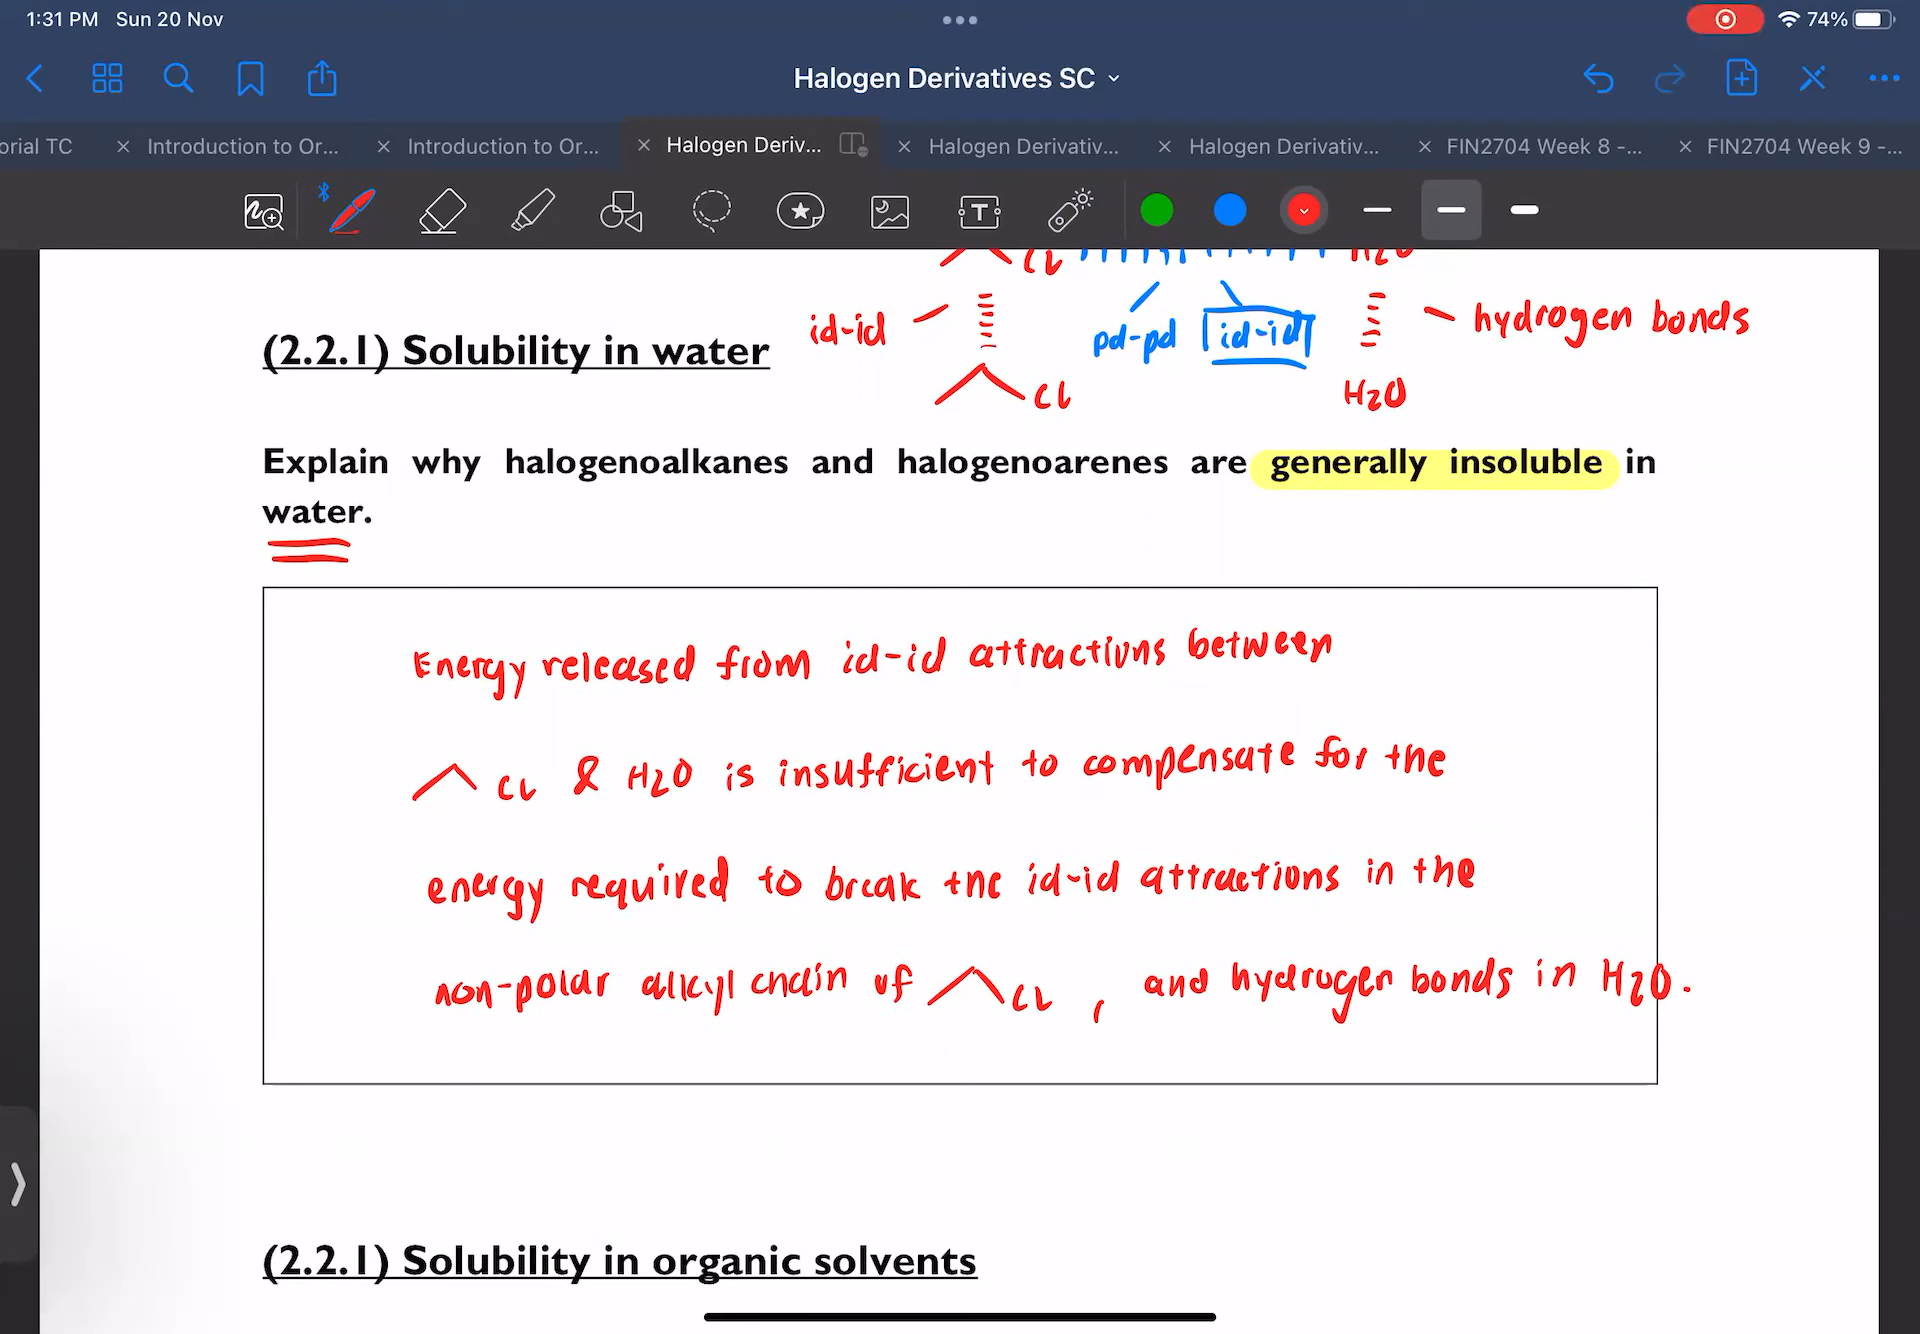 1:31 PM Sun 20 Nov
74%
Halogen Derivatives SC
orial TC
Introduction to Or...
Introduction to Or...
Halogen Deriv...
Halogen Derivativ...
Halogen Derivativ...
FIN2704 Week 8 -...
FIN2704 Week 9 -...
Cl H2O
id-id
pd-pd id-id
hydrogen bonds
(2.2.1) Solubility in water
Cl H2O
Explain why halogenoalkanes and halogenoarenes are generally insoluble in
water.
Energy released from id-id attractions between
Cl & H2O is insufficient to compensate for the
energy required to break the id-id attractions in the
non-polar alkyl chain of Cl, and hydrogen bonds in H2O.
(2.2.1) Solubility in organic solvents